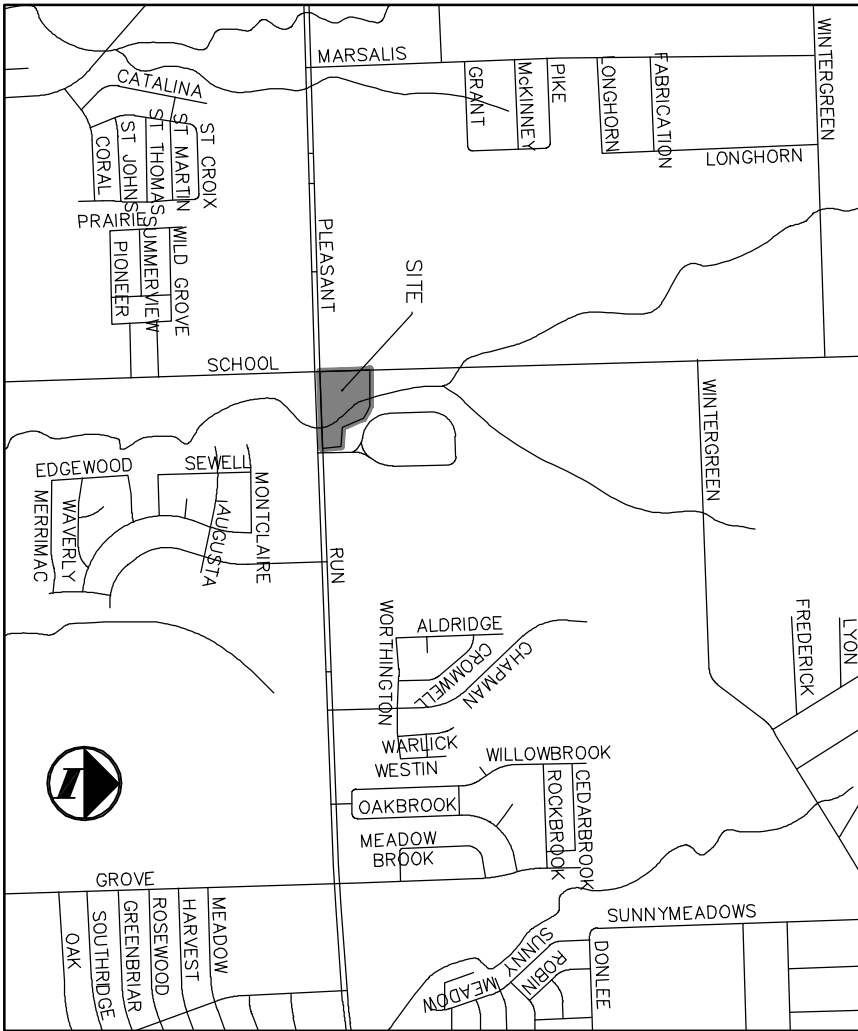 MARSALIS
WINTERGREEN
CATALINA
GRANT
McKINNEY
PIKE
LONGHORN
FABRICATION
LONGHORN
CORAL
ST JOHNS
ST THOMAS
ST MARTIN
ST CROIX
PRAIRIE
PIONEER
SUMMERVIEW
WILD GROVE
PLEASANT
SITE
SCHOOL
WINTERGREEN
EDGEWOOD
SEWELL
MERRIMAC
WAVERLY
AUGUSTA
MONTCLAIRE
RUN
WORTHINGTON
ALDRIDGE
CROMWELL
CHAPMAN
FREDERICK
LYON
WARLICK
WESTIN
WILLOWBROOK
OAKBROOK
ROCKBROOK
CEDARBROOK
MEADOW
BROOK
GROVE
OAK
SOUTHRIDGE
GREENBRIAR
ROSEWOOD
HARVEST
MEADOW
SUNNYMEADOWS
SUNNY
MEADOW
ROBIN
DONLEE